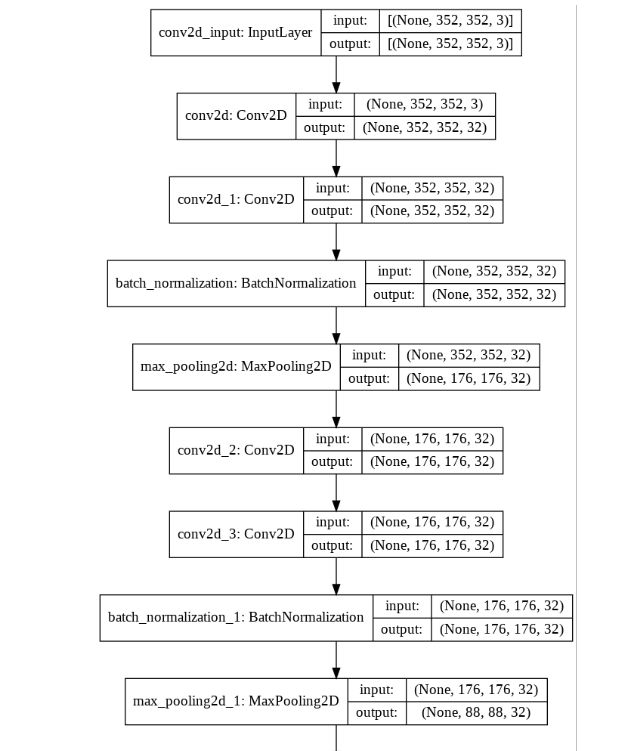 conv2d_input: InputLayer
input: [(None, 352, 352, 3)]
output: [(None, 352, 352, 3)]
conv2d: Conv2D
input: (None, 352, 352, 3)
output: (None, 352, 352, 32)
conv2d_1: Conv2D
input: (None, 352, 352, 32)
output: (None, 352, 352, 32)
batch_normalization: BatchNormalization
input: (None, 352, 352, 32)
output: (None, 352, 352, 32)
max_pooling2d: MaxPooling2D
input: (None, 352, 352, 32)
output: (None, 176, 176, 32)
conv2d_2: Conv2D
input: (None, 176, 176, 32)
output: (None, 176, 176, 32)
conv2d_3: Conv2D
input: (None, 176, 176, 32)
output: (None, 176, 176, 32)
batch_normalization_1: BatchNormalization
input: (None, 176, 176, 32)
output: (None, 176, 176, 32)
max_pooling2d_1: MaxPooling2D
input: (None, 176, 176, 32)
output: (None, 88, 88, 32)